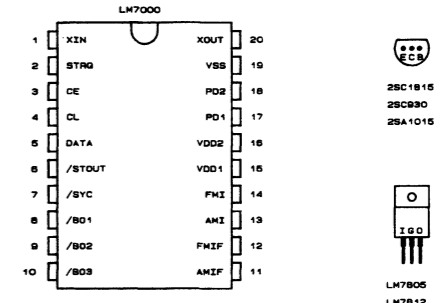 LM7000
1 XIN XOUT 20
2 STRQ VSS 19
3 CE PD2 18
4 CL PD1 17
5 DATA VDD2 16
6 /STOUT VDD1 15
7 /SYC FMI 14
8 /BO1 AMI 13
9 /BO2 FMIF 12
10 /BO3 AMIF 11
ECB
2SC1815
2SC930
2SA1015
IGO
LM7805
LM7812